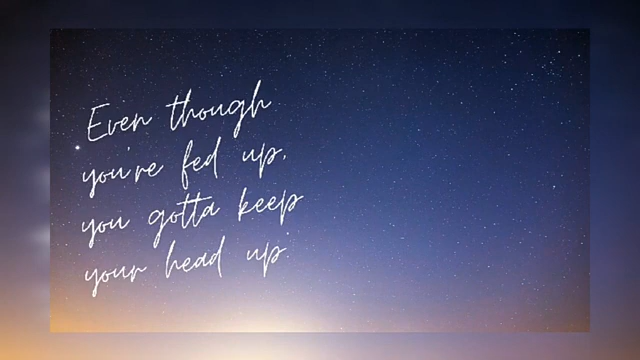 Even though
you're fed up,
you gotta keep
your head up